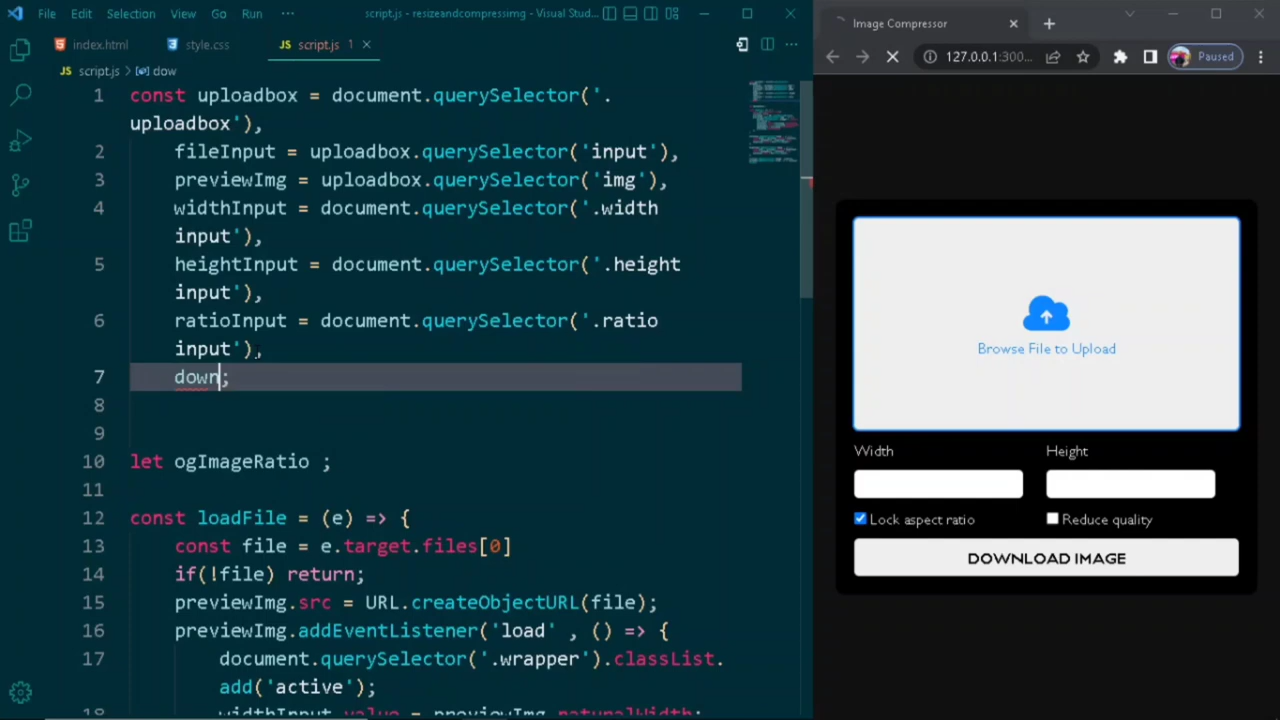 File Edit Selection View Go Run ··· script.js - resizeandcompressimg - Visual Stud...
index.html style.css JS script.js 1
JS script.js > dow
1 const uploadbox = document.querySelector('.
uploadbox'),
2 fileInput = uploadbox.querySelector('input'),
3 previewImg = uploadbox.querySelector('img'),
4 widthInput = document.querySelector('.width
input'),
5 heightInput = document.querySelector('.height
input'),
6 ratioInput = document.querySelector('.ratio
input'),
7 down;
8
9
10 let ogImageRatio ;
11
12 const loadFile = (e) => {
13 const file = e.target.files[0]
14 if(!file) return;
15 previewImg.src = URL.createObjectURL(file);
16 previewImg.addEventListener('load' , () => {
17 document.querySelector('.wrapper').classList.
add('active');
18 widthInput.value = previewImg.naturalWidth;
Image Compressor
127.0.0.1:300... Paused
Browse File to Upload
Width Height
Lock aspect ratio Reduce quality
DOWNLOAD IMAGE